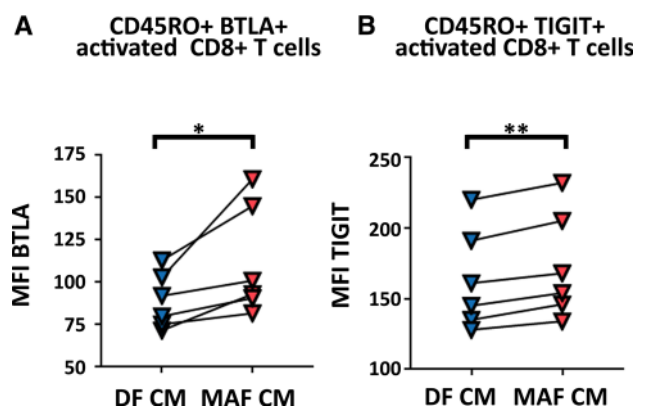 A
CD45RO+ BTLA+
activated CD8+ T cells
*
MFI BTLA
175
150
125
100
75
50
DF CM MAF CM
B
CD45RO+ TIGIT+
activated CD8+ T cells
**
MFI TIGIT
250
200
150
100
DF CM MAF CM